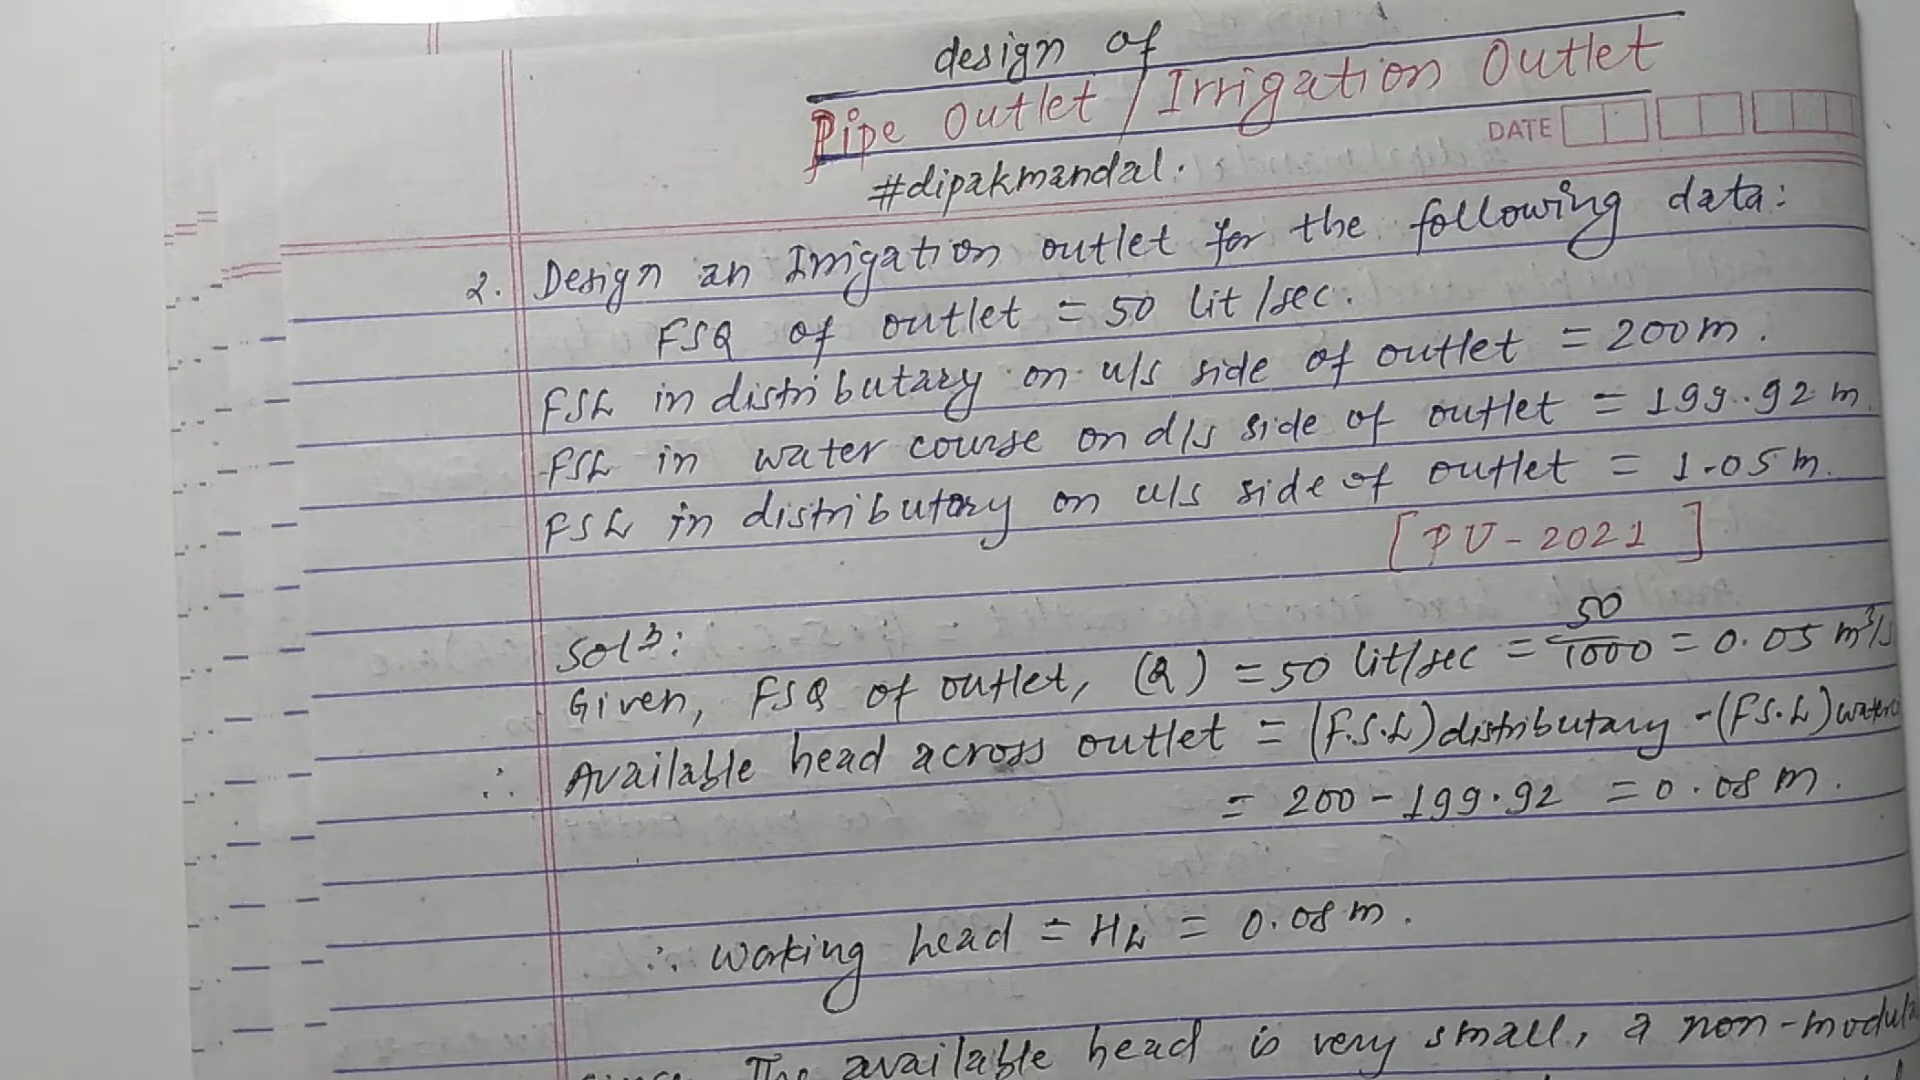 design of
Pipe Outlet / Irrigation Outlet
DATE
#dipakmandal.
2. Design an Irrigation outlet for the following data:
FSQ of outlet = 50 lit/sec.
FSL in distributary on u/s side of outlet = 200m.
FSL in water course on d/s side of outlet = 199.92 m
FSL in distributory on u/s side of outlet = 1.05 m.
[PU-2021]
Solⁿ:
Given, FSQ of outlet, (Q) = 50 lit/sec = 50/1000 = 0.05 m³/s
∴ Available head across outlet = (F.S.L) distributary - (F.S.L) water
= 200 - 199.92 = 0.08 m.
∴ Working head = HL = 0.08 m.
since The available head is very small, a non-modula